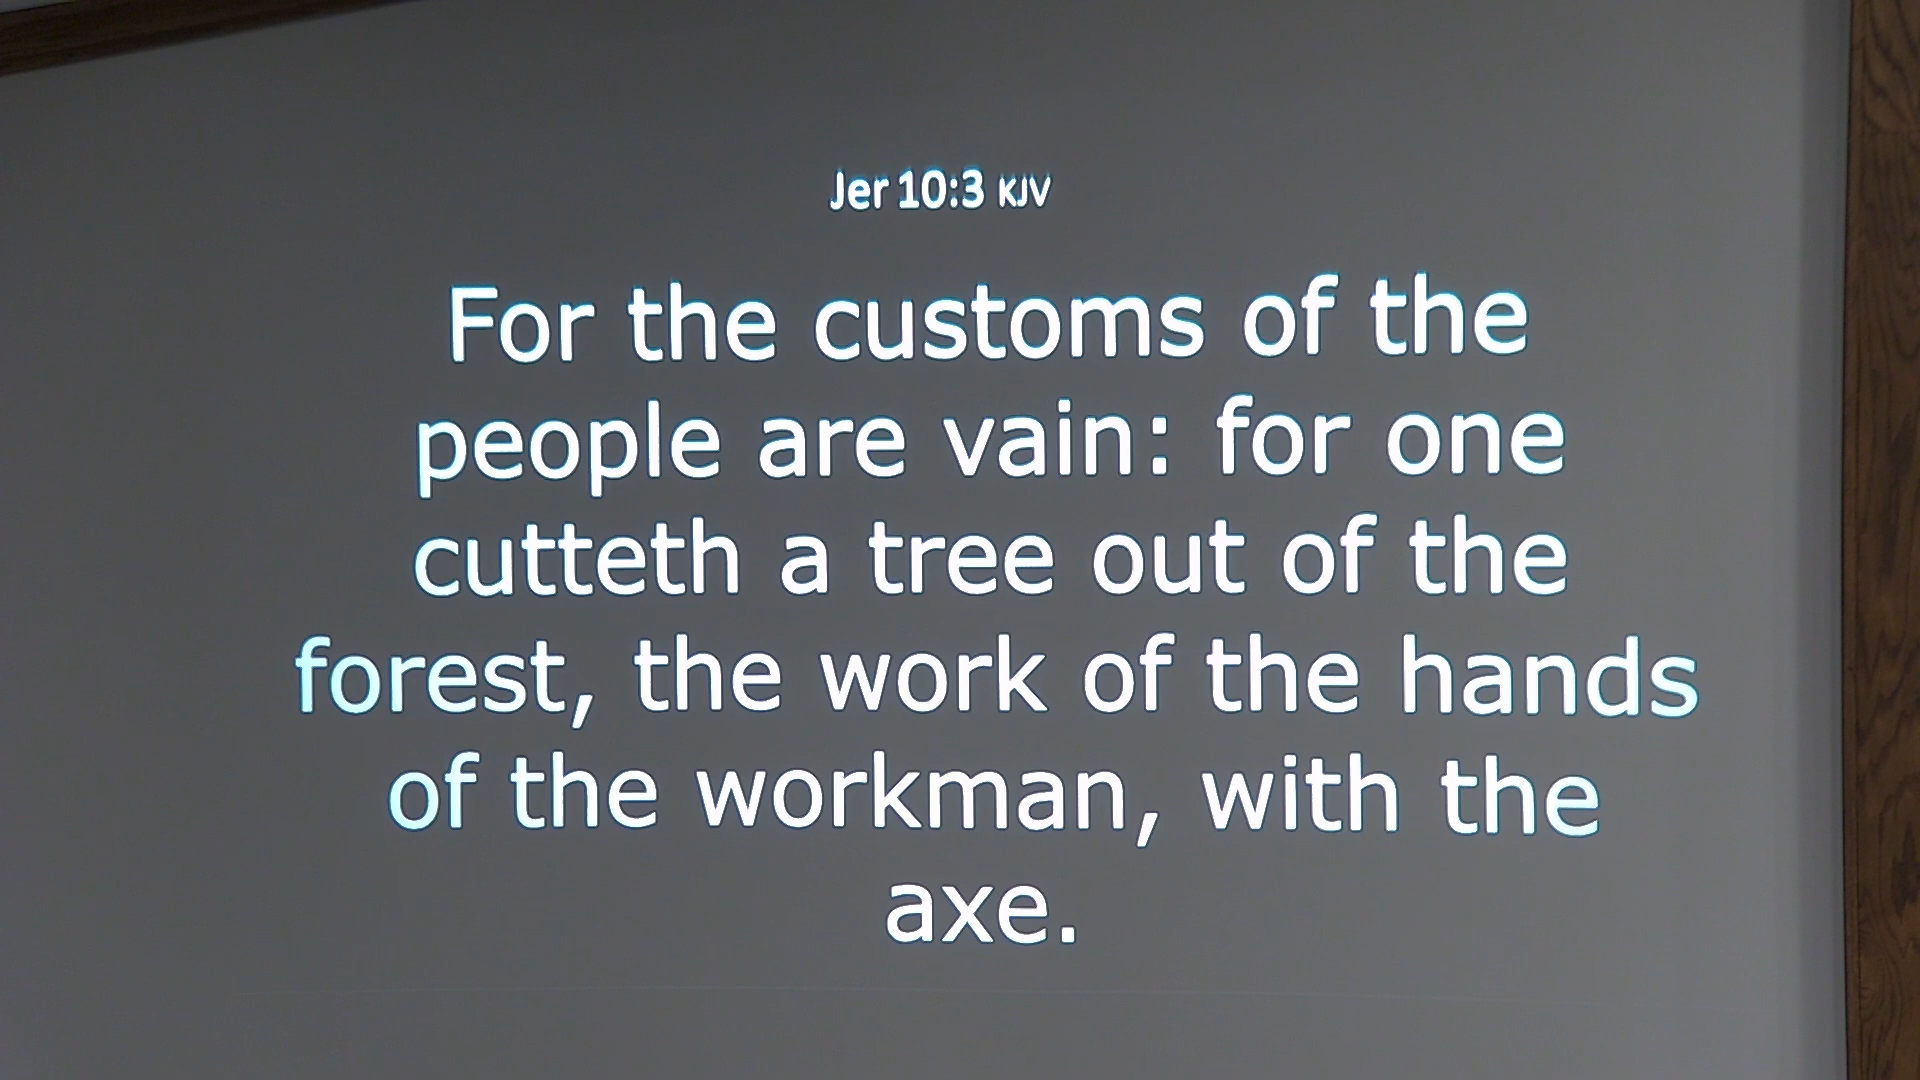 Jer 10:3 KJV
For the customs of the
people are vain: for one
cutteth a tree out of the
forest, the work of the hands
of the workman, with the
axe.